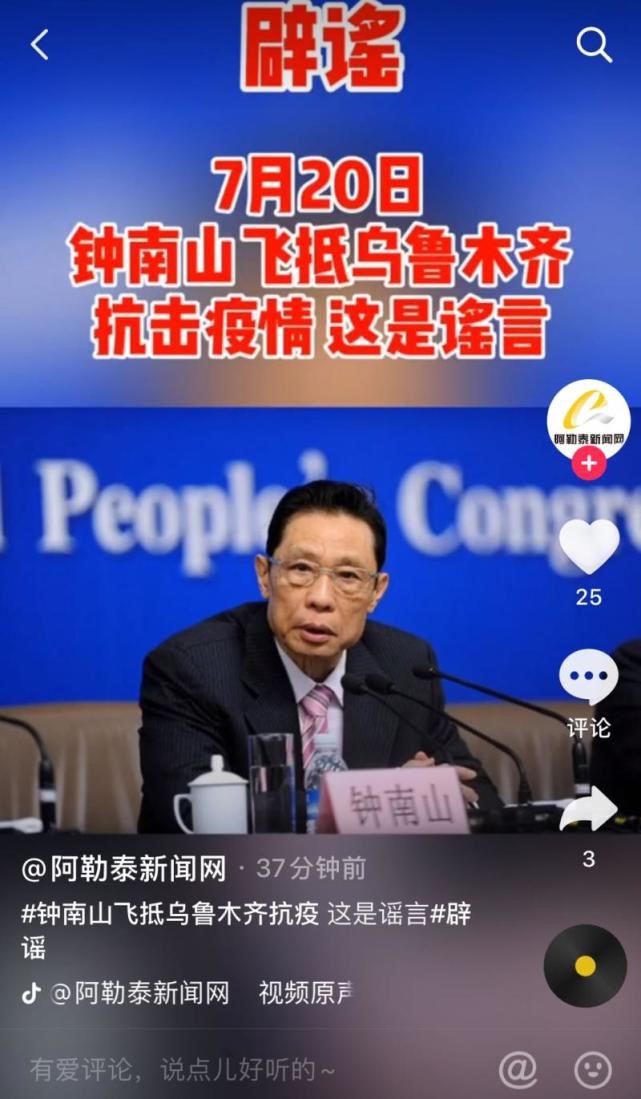 辟谣
7月20日
钟南山 飞抵乌鲁木齐
抗击疫情 这是谣言
People's Congre
阿勒泰新闻网
25
评论
钟南山
3
@阿勒泰新闻网 · 37分钟前
#钟南山飞抵乌鲁木齐抗疫 这是谣言#辟
谣
@阿勒泰新闻网 视频原声
有爱评论，说点儿好听的~